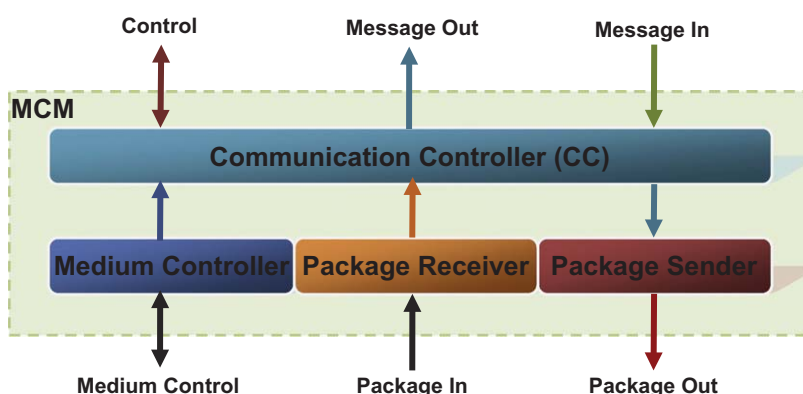 Control
Message Out
Message In
MCM
Communication Controller (CC)
Medium Controller
Package Receiver
Package Sender
Medium Control
Package In
Package Out